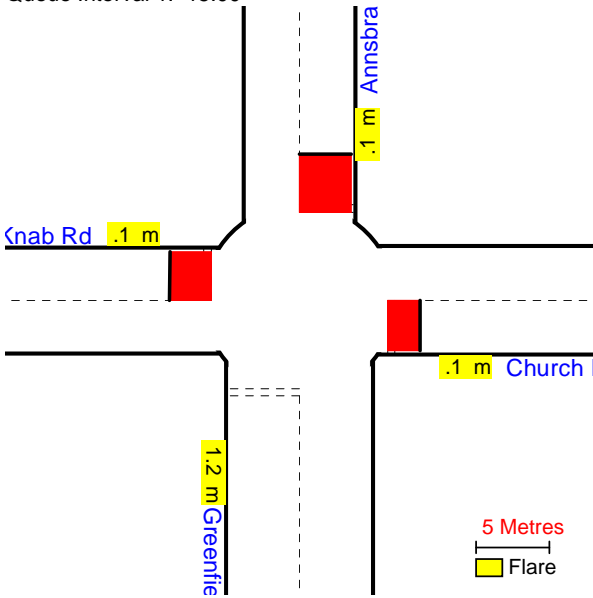 Annsbra
.1 m
Knab Rd .1 m
.1 m Church
1.2 m
Greenfie
5 Metres
Flare